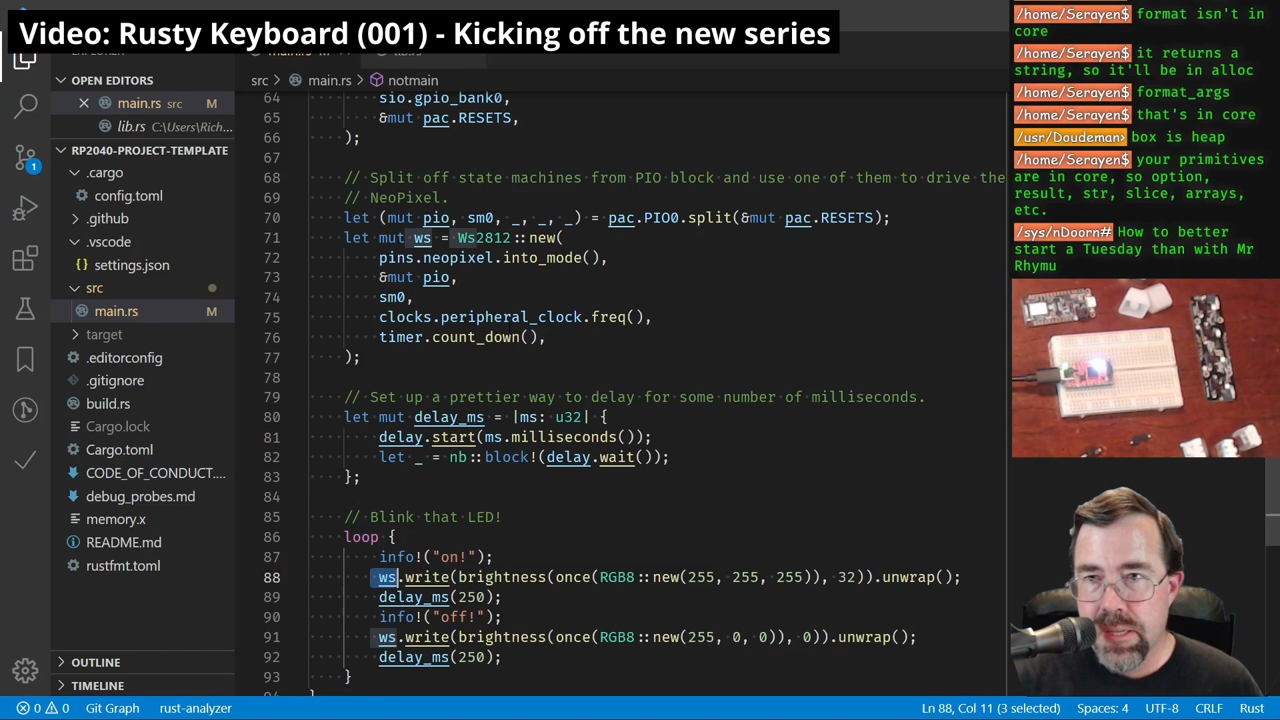 Video: Rusty Keyboard (001) - Kicking off the new series
OPEN EDITORS
main.rs src M
lib.rs C:\Users\Rich...
RP2040-PROJECT-TEMPLATE
.cargo
config.toml
.github
.vscode
settings.json
src
main.rs M
target
.editorconfig
.gitignore
build.rs
Cargo.lock
Cargo.toml
CODE_OF_CONDUCT....
debug_probes.md
memory.x
README.md
rustfmt.toml
OUTLINE
TIMELINE
1
src > main.rs > notmain
64 sio.gpio_bank0,
65 &mut pac.RESETS,
66 );
67
68 // Split off state machines from PIO block and use one of them to drive the
69 // NeoPixel.
70 let (mut pio, sm0, _, _, _) = pac.PIO0.split(&mut pac.RESETS);
71 let mut ws = Ws2812::new(
72 pins.neopixel.into_mode(),
73 &mut pio,
74 sm0,
75 clocks.peripheral_clock.freq(),
76 timer.count_down(),
77 );
78
79 // Set up a prettier way to delay for some number of milliseconds.
80 let mut delay_ms = |ms: u32| {
81 delay.start(ms.milliseconds());
82 let _ = nb::block!(delay.wait());
83 };
84
85 // Blink that LED!
86 loop {
87 info!("on!");
88 ws.write(brightness(once(RGB8::new(255, 255, 255)), 32)).unwrap();
89 delay_ms(250);
90 info!("off!");
91 ws.write(brightness(once(RGB8::new(255, 0, 0)), 0)).unwrap();
92 delay_ms(250);
93 }
/home/Serayen$ format isn't in
core
/home/Serayen$ it returns a
string, so it'll be in alloc
/home/Serayen$ format_args
/home/Serayen$ that's in core
/usr/Doudeman> box is heap
/home/Serayen$ your primitives
are in core, so option,
result, str, slice, arrays,
etc.
/sys/nDoorn# How to better
start a Tuesday than with Mr
Rhymu
0 0 Git Graph rust-analyzer Ln 88, Col 11 (3 selected) Spaces: 4 UTF-8 CRLF Rust